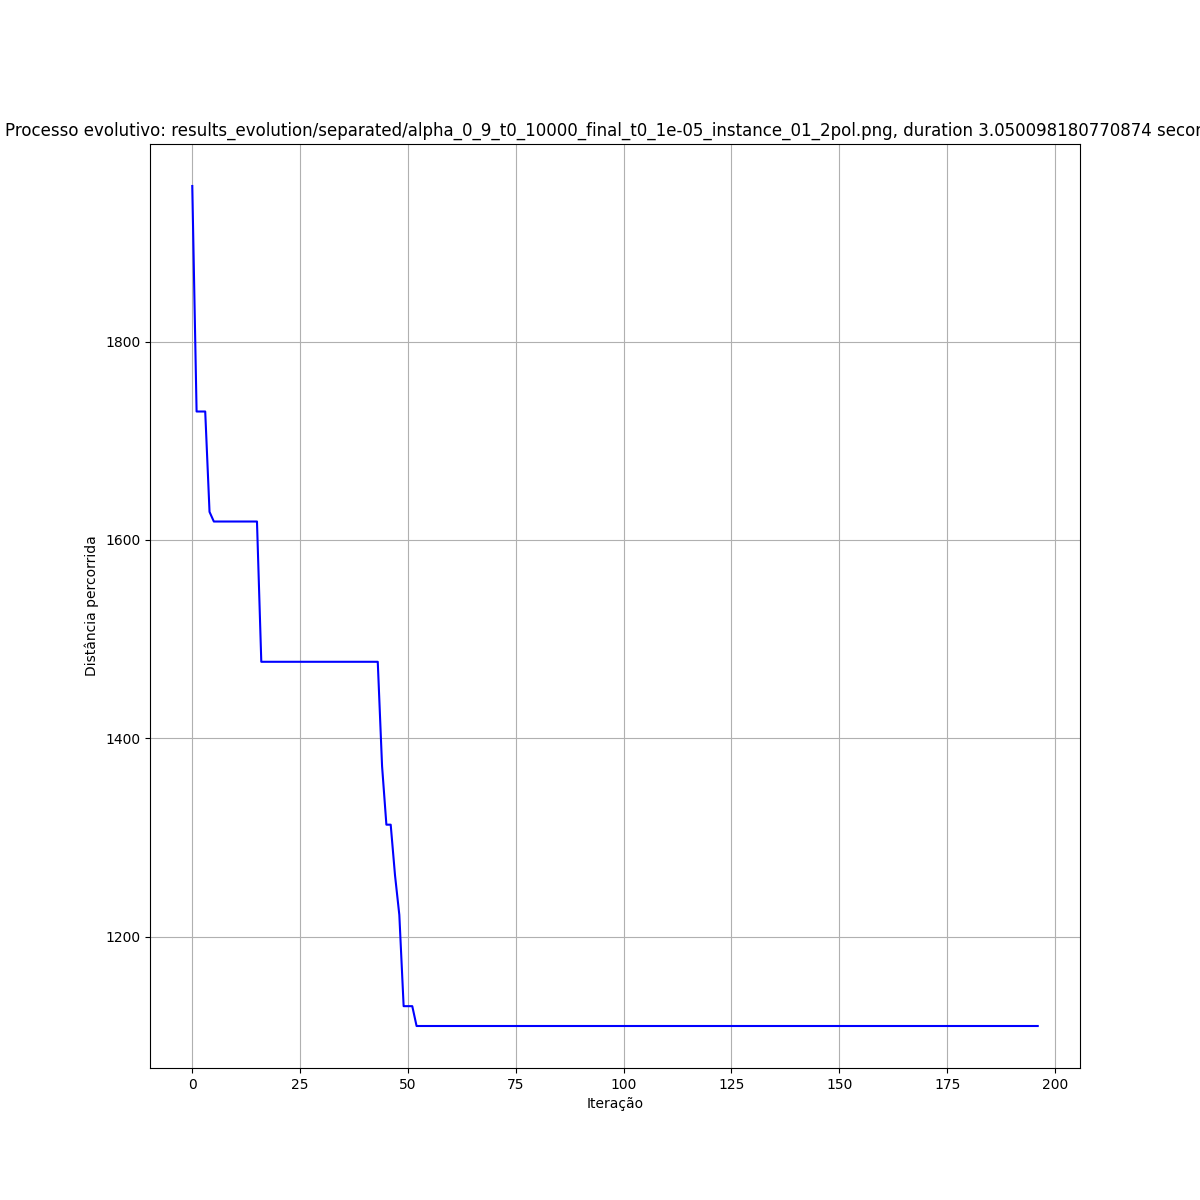 Processo evolutivo: results_evolution/separated/alpha_0_9_t0_10000_final_t0_1e-05_instance_01_2pol.png, duration 3.050098180770874 secor
1800
1600
1400
1200
Distância percorrida
0 25 50 75 100 125 150 175 200
Iteração